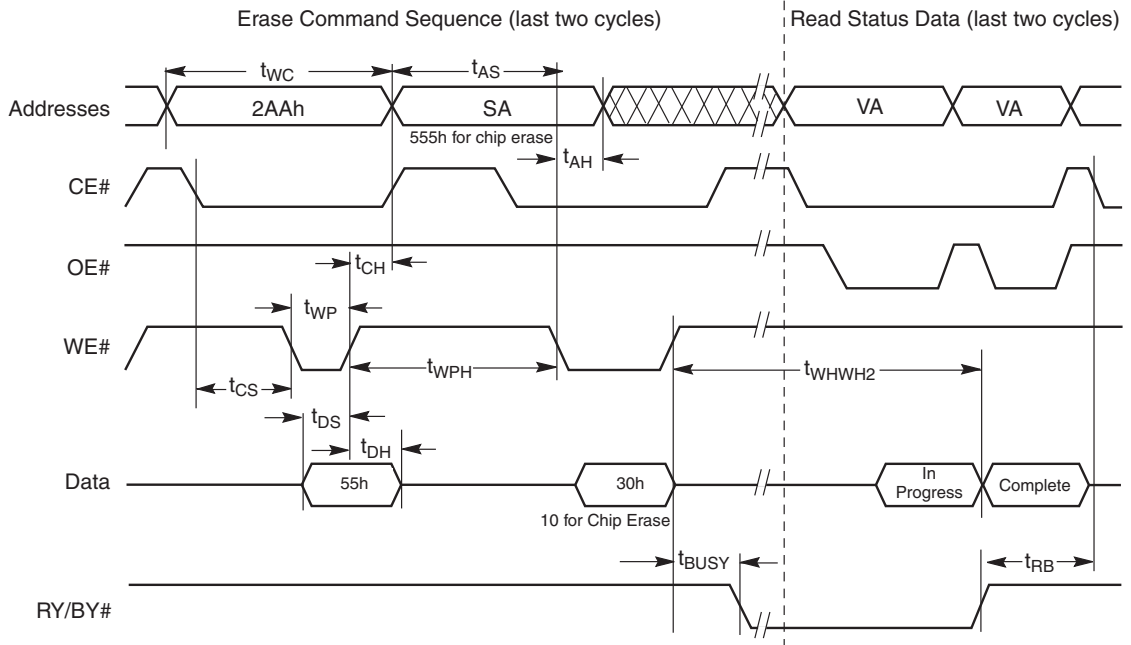 Erase Command Sequence (last two cycles)
Read Status Data (last two cycles)
tWC
tAS
Addresses
2AAh
SA
VA
VA
555h for chip erase
tAH
CE#
OE#
tCH
tWP
WE#
tWPH
tWHWH2
tCS
tDS
tDH
Data
55h
30h
In
Progress
Complete
10 for Chip Erase
tBUSY
tRB
RY/BY#